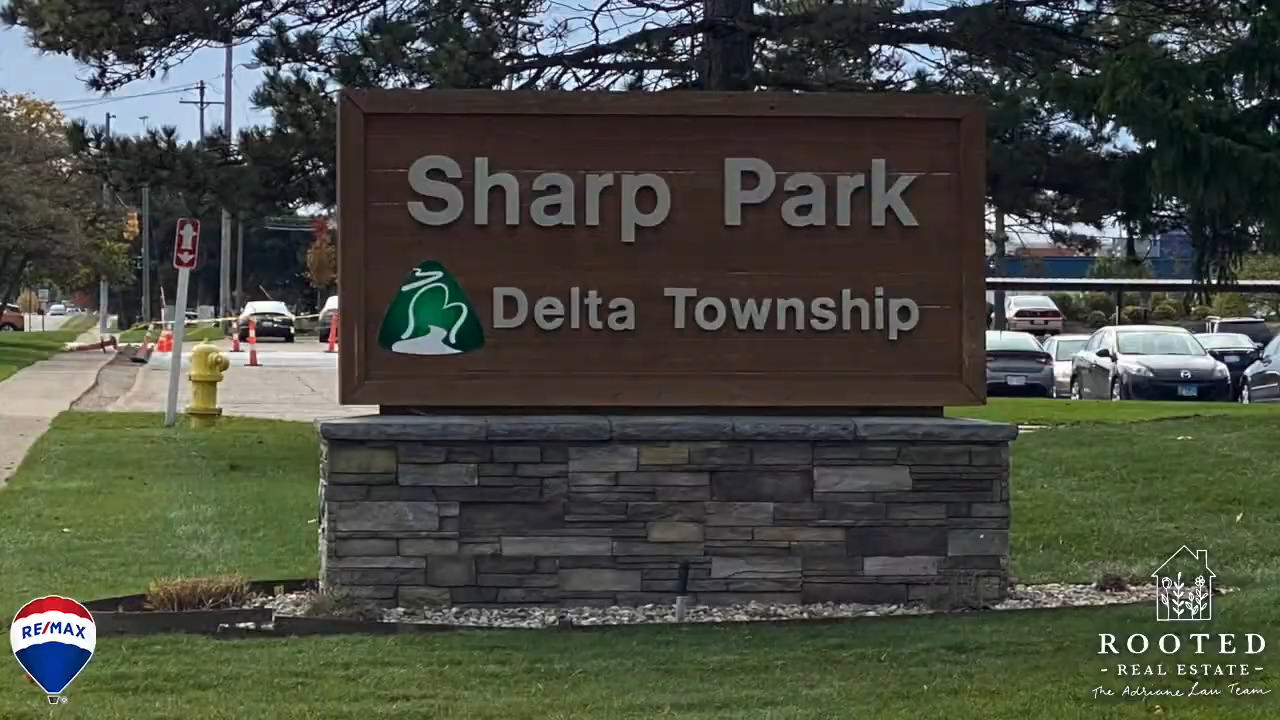 Sharp Park
Delta Township
RE/MAX
ROOTED
- REAL ESTATE -
The Adriane Lau Team